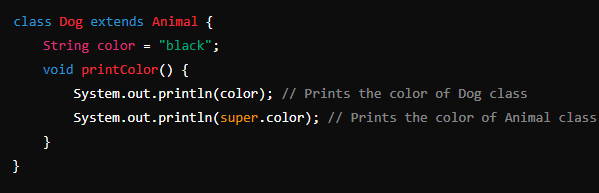 class Dog extends Animal {
    String color = "black";
    void printColor() {
        System.out.println(color); // Prints the color of Dog class
        System.out.println(super.color); // Prints the color of Animal class
    }
}